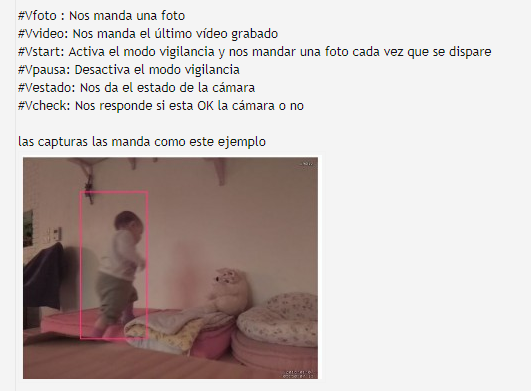 #Vfoto : Nos manda una foto
#Vvideo: Nos manda el último vídeo grabado
#Vstart: Activa el modo vigilancia y nos mandar una foto cada vez que se dispare
#Vpausa: Desactiva el modo vigilancia
#Vestado: Nos da el estado de la cámara
#Vcheck: Nos responde si esta OK la cámara o no
las capturas las manda como este ejemplo